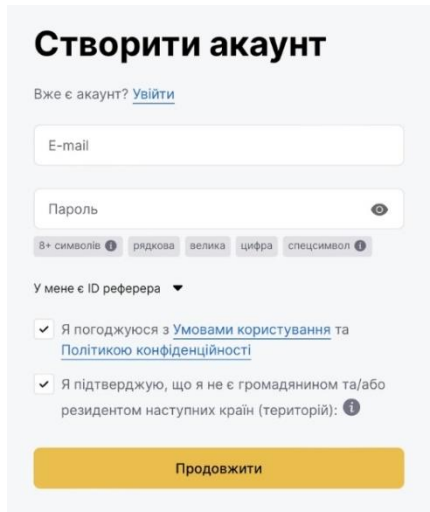 Створити акаунт
Вже є акаунт? Увійти
E-mail
Пароль
8+ символів рядкова велика цифра спецсимвол
У мене є ID реферера
Я погоджуюся з Умовами користування та
Політикою конфіденційності
Я підтверджую, що я не є громадянином та/або
резидентом наступних країн (територій):
Продовжити